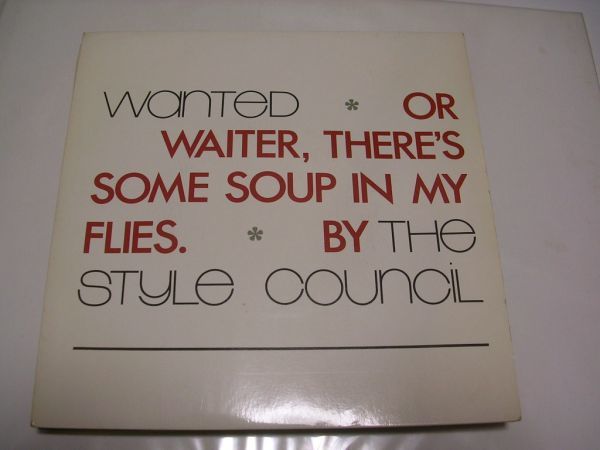 WanTeD * OR
WAITER, THERE'S
SOME SOUP IN MY
FLIES. * BY THe
STyLe COUnCiL